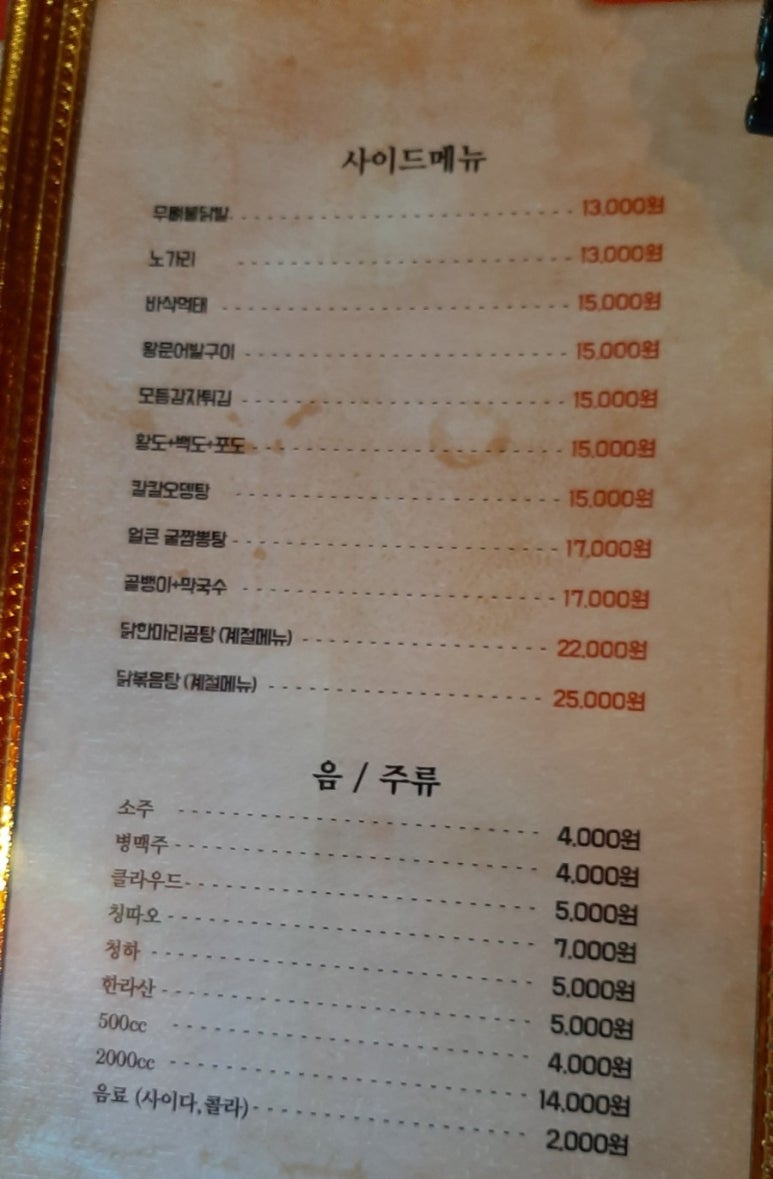 사이드메뉴
무뼈불닭발 13,000원
노가리 13,000원
바삭먹태 15,000원
왕문어발구이 15,000원
모듬감자튀김 15,000원
황도+백도+포도 15,000원
칼칼오뎅탕 15,000원
얼큰 굴짬뽕탕 17,000원
골뱅이+막국수 17,000원
닭한마리곰탕 (계절메뉴) 22,000원
닭볶음탕 (계절메뉴) 25,000원
음 / 주류
소주 4,000원
병맥주 4,000원
클라우드 5,000원
칭따오 7,000원
청하 5,000원
한라산 5,000원
500cc 4,000원
2000cc 14,000원
음료 (사이다,콜라) 2,000원